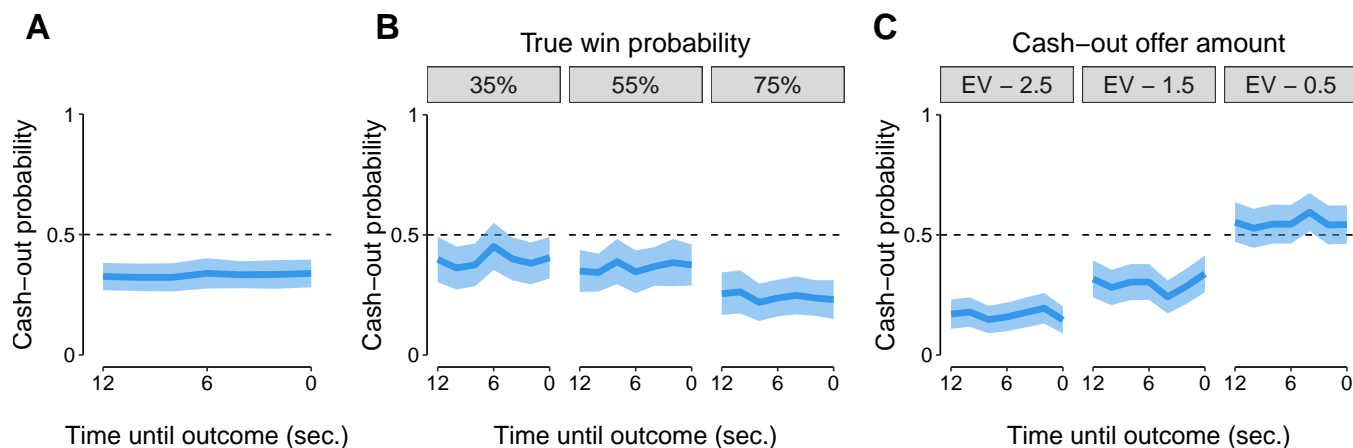 A
Cash−out probability
1
0.5
0
12 6 0
Time until outcome (sec.)
B
True win probability
35% 55% 75%
Cash−out probability
1
0.5
0
12 6 0 12 6 0 12 6 0
Time until outcome (sec.)
C
Cash−out offer amount
EV − 2.5 EV − 1.5 EV − 0.5
Cash−out probability
1
0.5
0
12 6 0 12 6 0 12 6 0
Time until outcome (sec.)